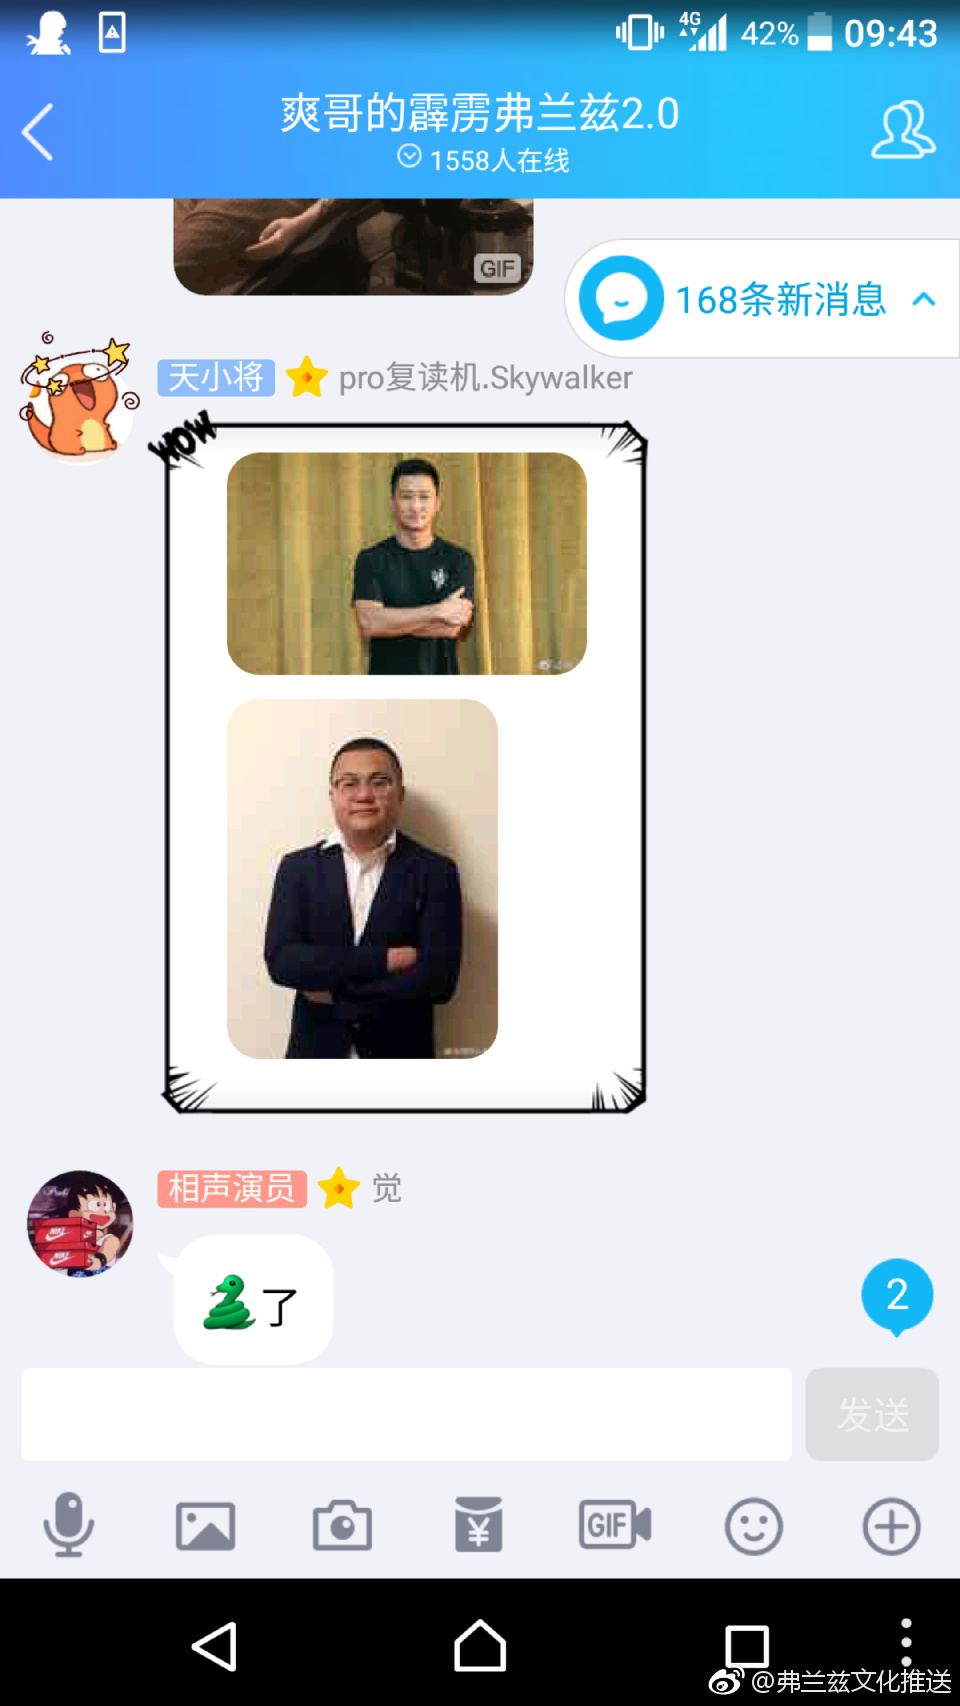 4G
42%
09:43
爽哥的霹雳弗兰兹2.0
1558人在线
GIF
168条新消息
天小将 pro复读机.Skywalker
WOW
相声演员 觉
🐍了
2
发送
¥
GIF
@弗兰兹文化推送